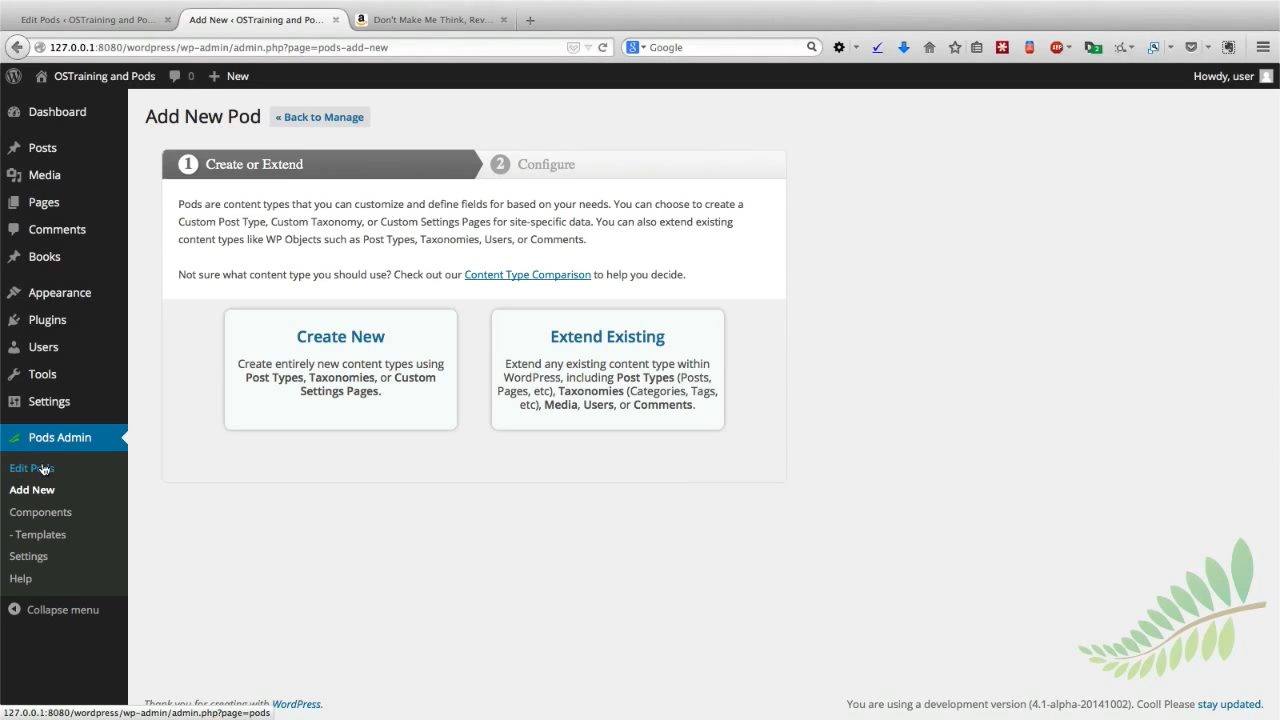 Edit Pods ‹ OSTraining and Po...
Add New ‹ OSTraining and Po...
Don't Make Me Think, Rev...
127.0.0.1:8080/wordpress/wp-admin/admin.php?page=pods-add-new
Google
OSTraining and Pods
0
New
Howdy, user
Dashboard
Posts
Media
Pages
Comments
Books
Appearance
Plugins
Users
Tools
Settings
Pods Admin
Edit Pods
Add New
Components
- Templates
Settings
Help
Collapse menu
Add New Pod
« Back to Manage
1 Create or Extend
2 Configure
Pods are content types that you can customize and define fields for based on your needs. You can choose to create a
Custom Post Type, Custom Taxonomy, or Custom Settings Pages for site-specific data. You can also extend existing
content types like WP Objects such as Post Types, Taxonomies, Users, or Comments.
Not sure what content type you should use? Check out our Content Type Comparison to help you decide.
Create New
Create entirely new content types using
Post Types, Taxonomies, or Custom
Settings Pages.
Extend Existing
Extend any existing content type within
WordPress, including Post Types (Posts,
Pages, etc), Taxonomies (Categories, Tags,
etc), Media, Users, or Comments.
Thank you for creating with WordPress.
You are using a development version (4.1-alpha-20141002). Cool! Please stay updated.
127.0.0.1:8080/wordpress/wp-admin/admin.php?page=pods